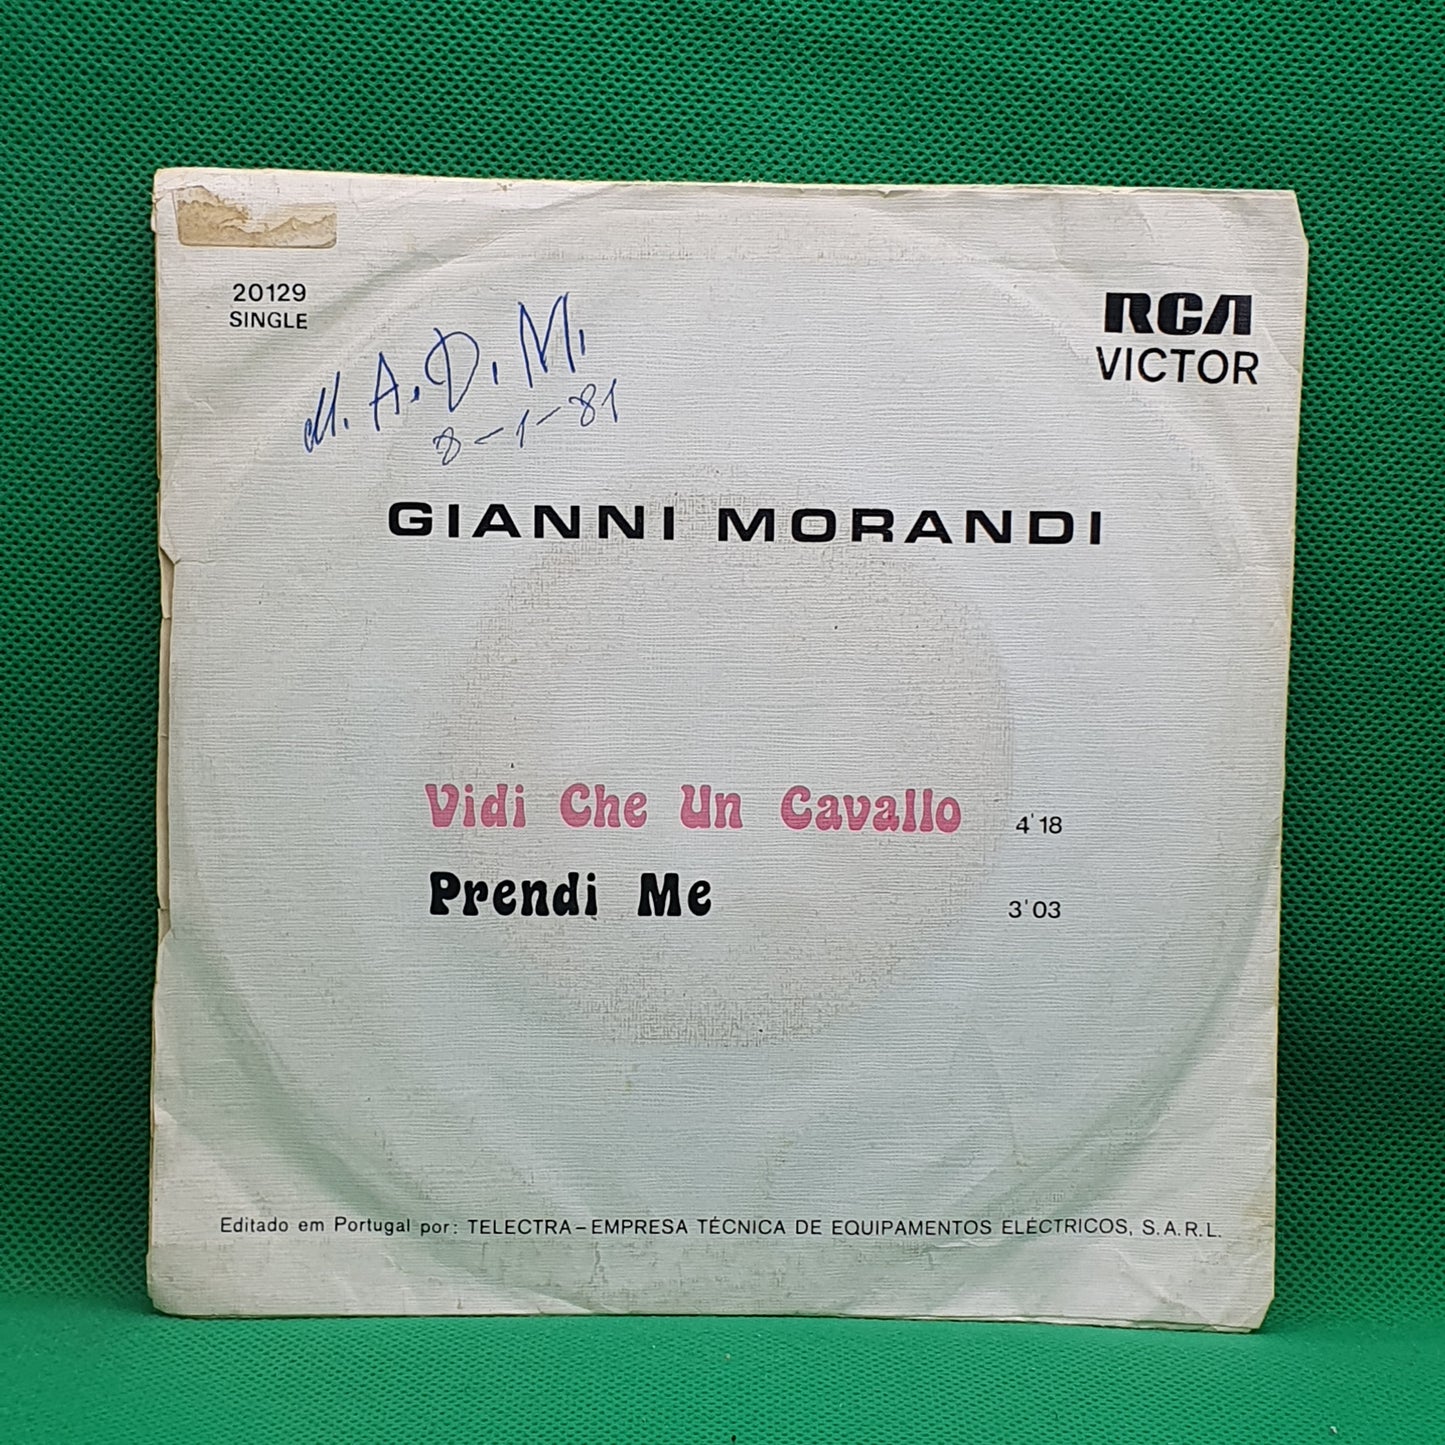 20129
SINGLE
RCA
VICTOR
M.A.D.M.
8-1-81
GIANNI MORANDI
Vidi Che Un Cavallo 4'18
Prendi Me 3'03
Editado em Portugal por: TELECTRA–EMPRESA TÉCNICA DE EQUIPAMENTOS ELÉCTRICOS, S.A.R.L.